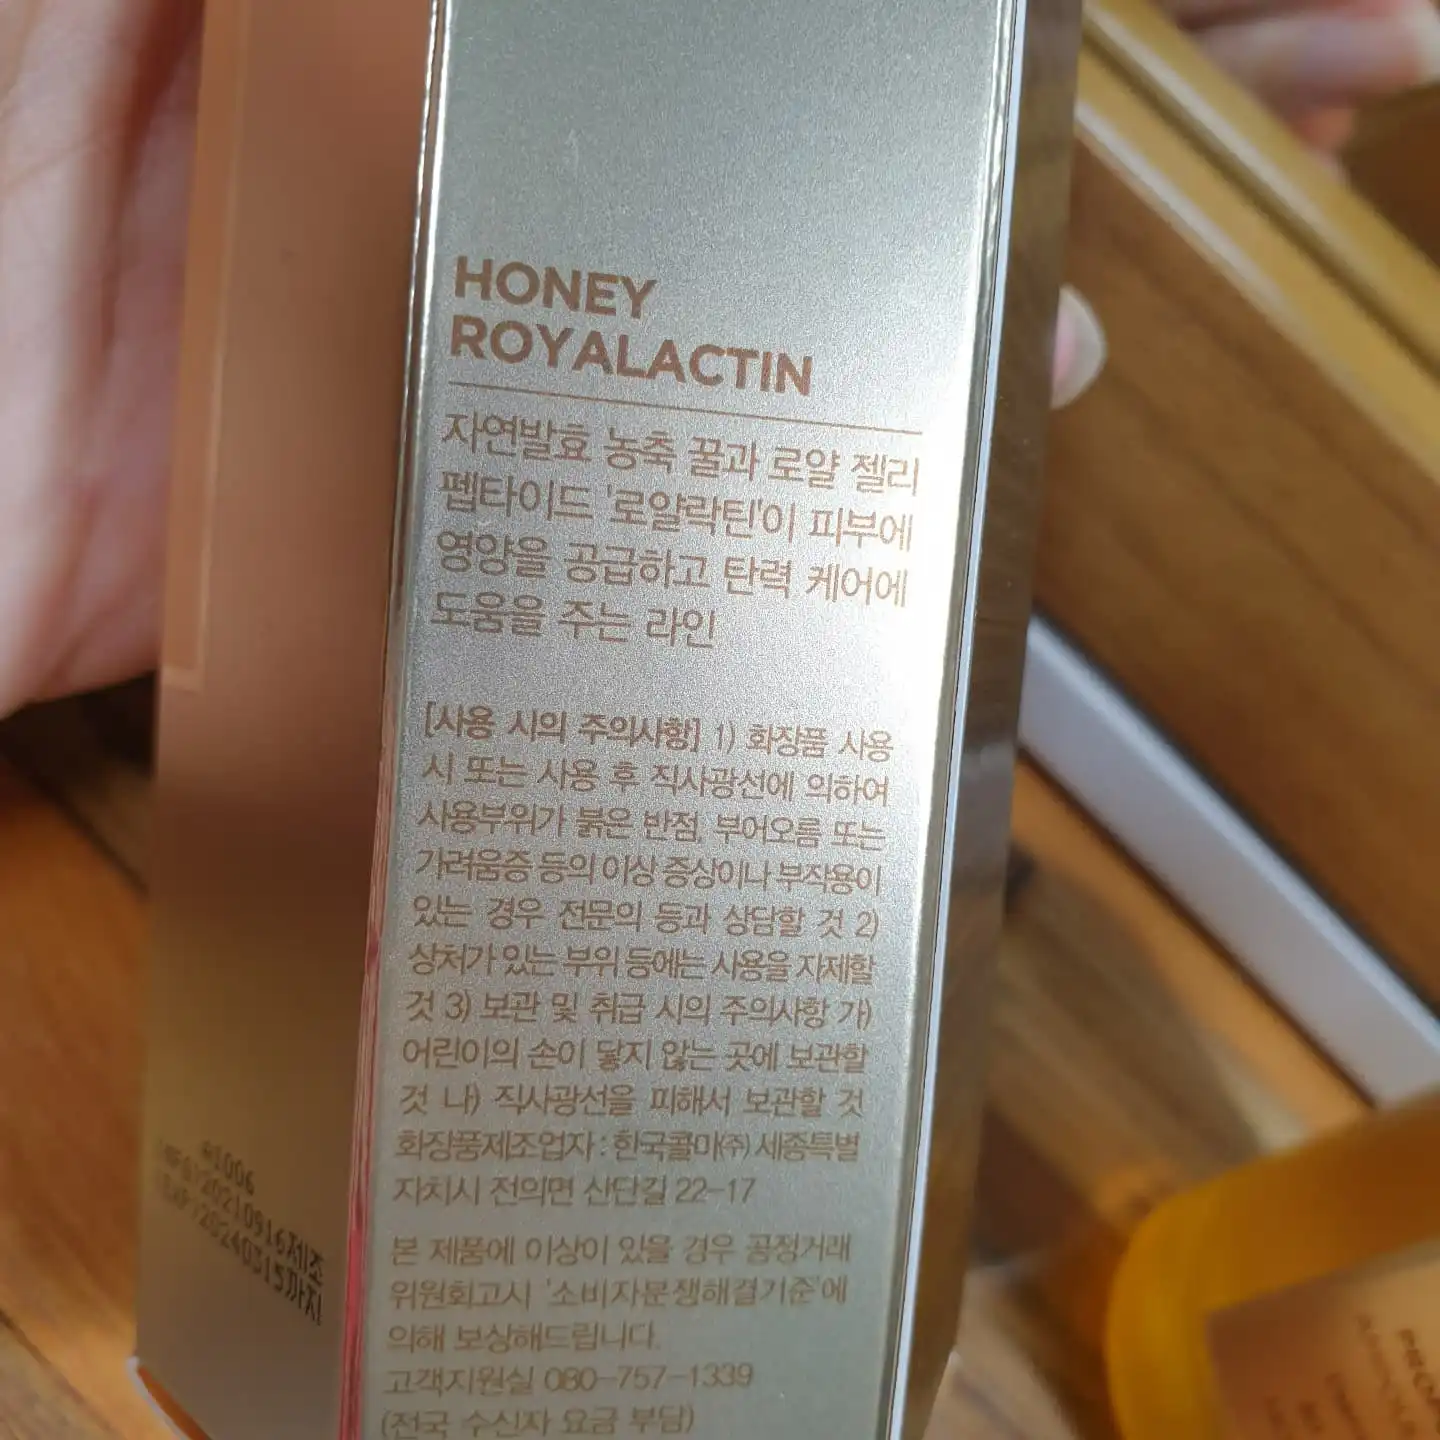 HONEY
ROYALACTIN
자연발효 농축 꿀과 로얄 젤리
펩타이드 '로얄락틴'이 피부에
영양을 공급하고 탄력 케어에
도움을 주는 라인
[사용 시의 주의사항] 1) 화장품 사용
시 또는 사용 후 직사광선에 의하여
사용부위가 붉은 반점, 부어오름 또는
가려움증 등의 이상 증상이나 부작용이
있는 경우 전문의 등과 상담할 것 2)
상처가 있는 부위 등에는 사용을 자제할
것 3) 보관 및 취급 시의 주의사항 가)
어린이의 손이 닿지 않는 곳에 보관할
것 나) 직사광선을 피해서 보관할 것
화장품제조업자 : 한국콜마(주) 세종특별
자치시 전의면 산단길 22-17
본 제품에 이상이 있을 경우 공정거래
위원회고시 '소비자분쟁해결기준'에
의해 보상해드립니다.
고객지원실 080-757-1339
(전국 수신자 요금 부담)
20210916제조
20240315까지